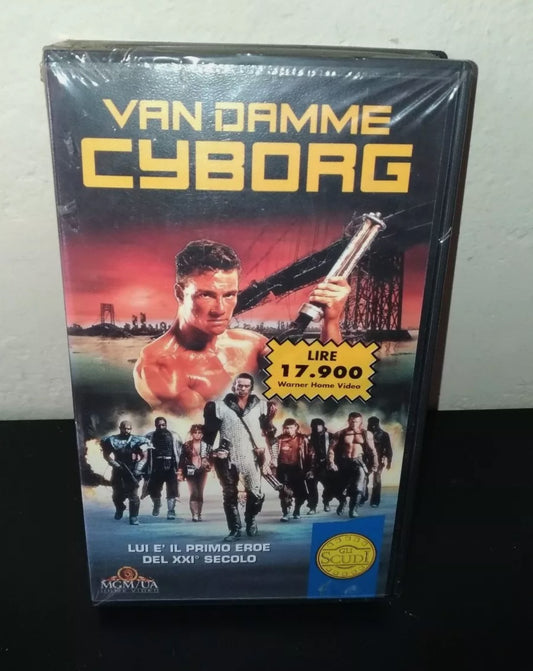 VAN DAMME
CYBORG
LIRE
17.900
Warner Home Video
LUI E' IL PRIMO EROE
DEL XXI° SECOLO
GLI
SCUDI
MGM/UA
HOME VIDEO